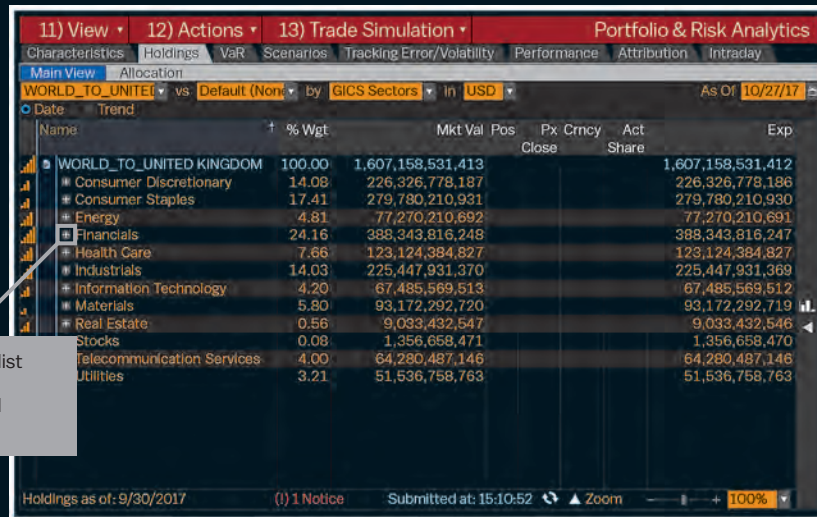 11) View 12) Actions 13) Trade Simulation Portfolio & Risk Analytics
Characteristics Holdings VaR Scenarios Tracking Error/Volatility Performance Attribution Intraday
Main View Allocation
WORLD_TO_UNITED vs Default (None by GICS Sectors In USD As Of 10/27/17
Date Trend
Name % Wgt Mkt Val Pos Px Close Crncy Act Share Exp
WORLD_TO_UNITED KINGDOM 100.00 1,607,158,531,413 1,607,158,531,412
Consumer Discretionary 14.08 226,326,778,187 226,326,778,186
Consumer Staples 17.41 279,780,210,931 279,780,210,930
Energy 4.81 77,270,210,692 77,270,210,691
Financials 24.16 388,343,816,248 388,343,816,247
Health Care 7.66 123,124,384,827 123,124,384,827
Industrials 14.03 225,447,931,370 225,447,931,369
Information Technology 4.20 67,485,569,513 67,485,569,512
Materials 5.80 93,172,292,720 93,172,292,719
Real Estate 0.56 9,033,432,547 9,033,432,546
Stocks 0.08 1,356,658,471 1,356,658,470
Telecommunication Services 4.00 64,280,487,146 64,280,487,146
Utilities 3.21 51,536,758,763 51,536,758,763
list
Holdings as of: 9/30/2017 (!) 1 Notice Submitted at: 15:10:52 Zoom - + 100%